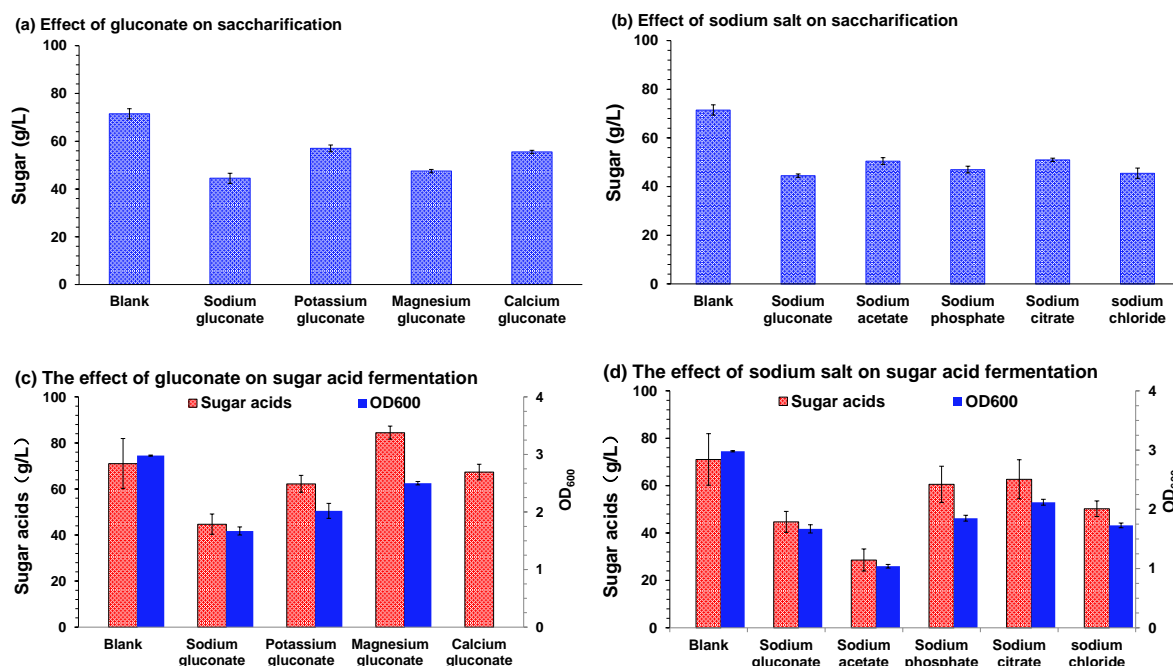 (a) Effect of gluconate on saccharification
Sugar (g/L)
100
80
60
40
20
0
Blank
Sodium gluconate
Potassium gluconate
Magnesium gluconate
Calcium gluconate
(b) Effect of sodium salt on saccharification
Sugar (g/L)
100
80
60
40
20
0
Blank
Sodium gluconate
Sodium acetate
Sodium phosphate
Sodium citrate
sodium chloride
(c) The effect of gluconate on sugar acid fermentation
Sugar acids
OD600
Sugar acids（g/L）
100
80
60
40
20
0
4
3
2
1
0
OD600
Blank
Sodium gluconate
Potassium gluconate
Magnesium gluconate
Calcium gluconate
(d) The effect of sodium salt on sugar acid fermentation
Sugar acids
OD600
Sugar acids（g/L）
100
80
60
40
20
0
4
3
2
1
0
Blank
Sodium gluconate
Sodium acetate
Sodium phosphate
Sodium citrate
sodium chloride